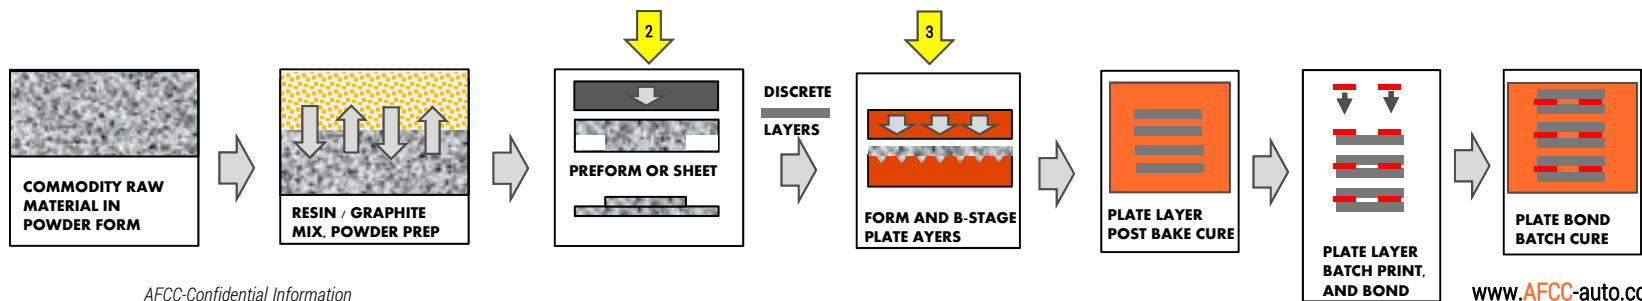 2
3
COMMODITY RAW
MATERIAL IN
POWDER FORM
RESIN / GRAPHITE
MIX, POWDER PREP
PREFORM OR SHEET
DISCRETE
LAYERS
FORM AND B-STAGE
PLATE AYERS
PLATE LAYER
POST BAKE CURE
PLATE LAYER
BATCH PRINT,
AND BOND
PLATE BOND
BATCH CURE
AFCC-Confidential Information
www.AFCC-auto.co